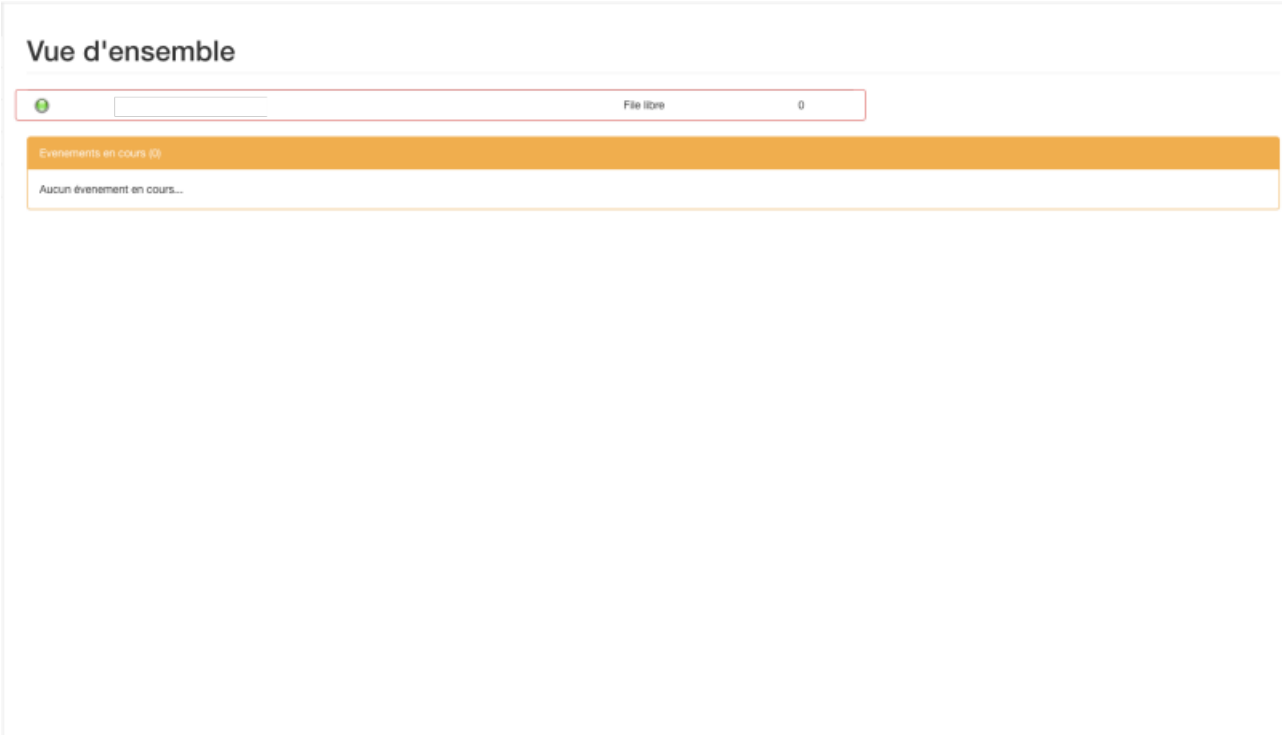 Vue d'ensemble
File libre 0
Evenements en cours (0)
Aucun évenement en cours...